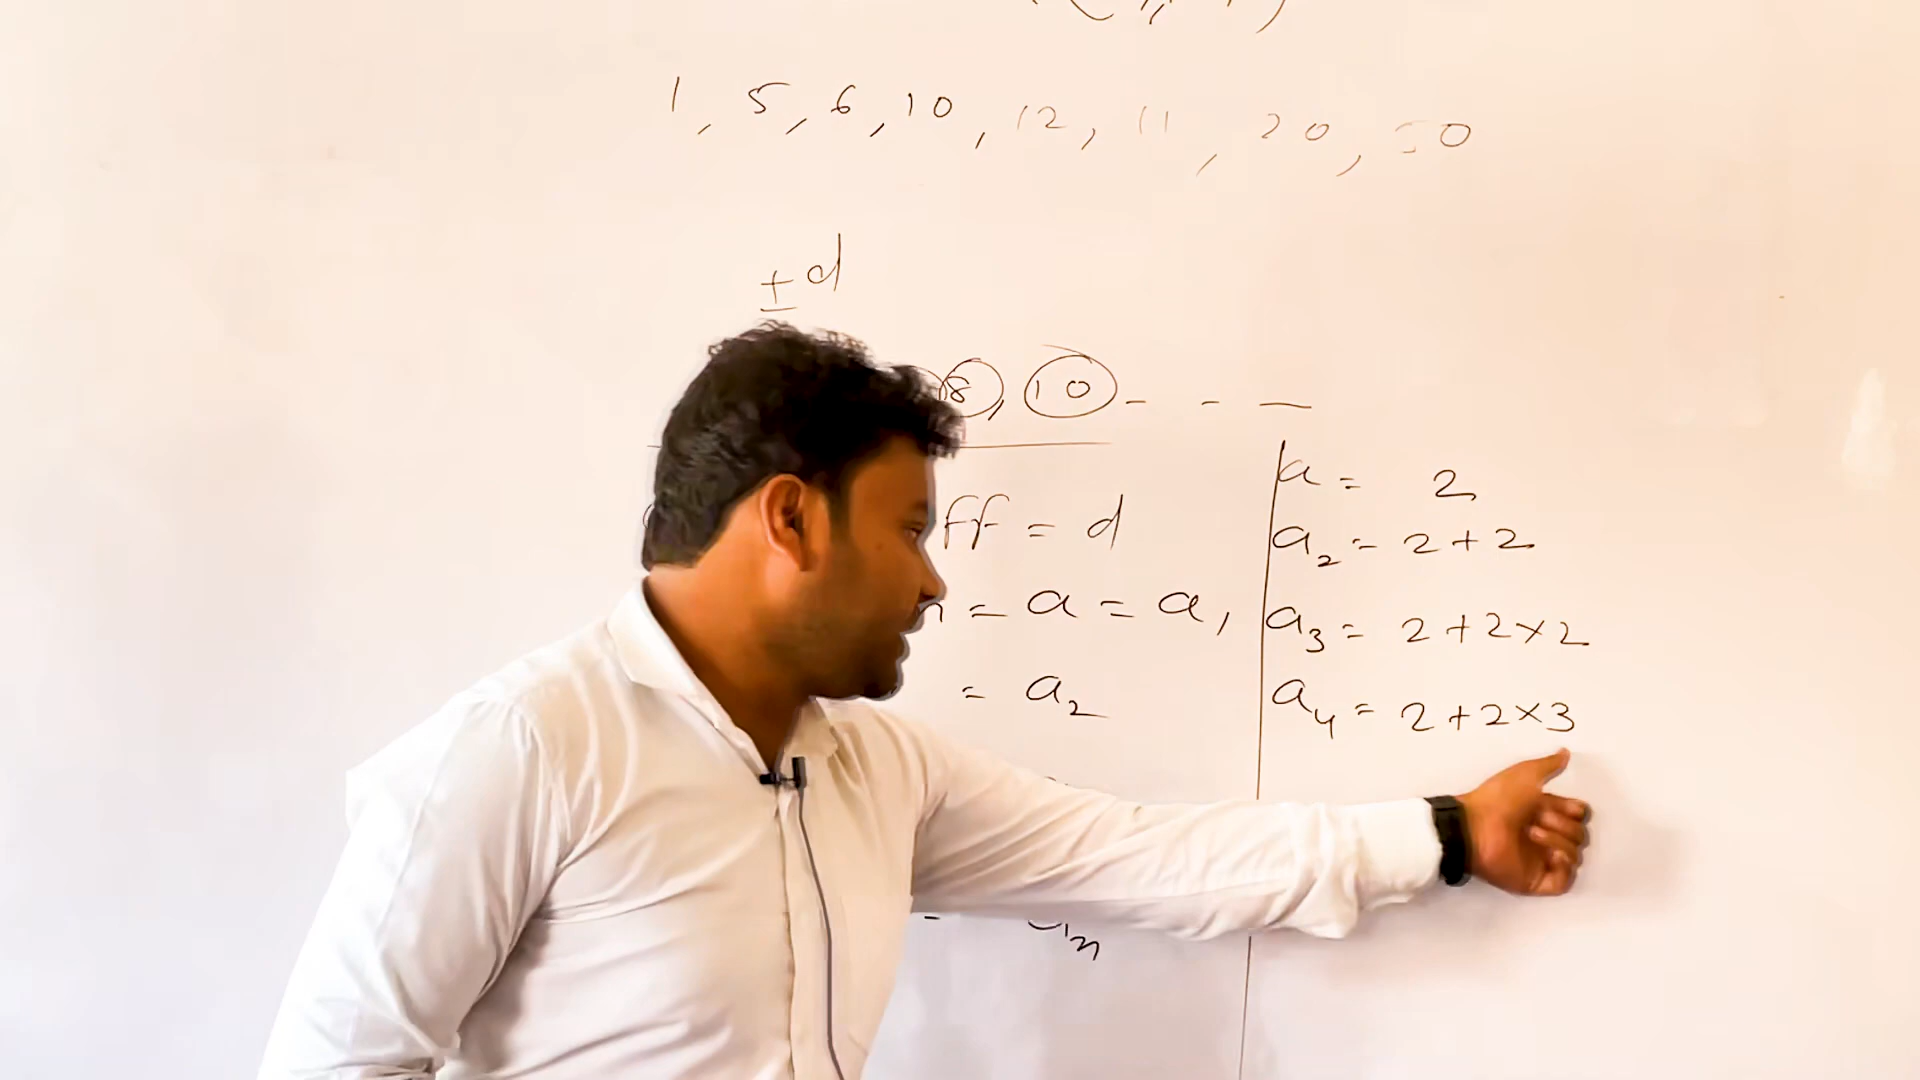 1, 5, 6, 10, 12, 11, 20, 50
±d
8, 10 - - -
ff = d
n = a = a,
= a₂
a = 2
a₂ = 2+2
a₃ = 2+2×2
a₄ = 2+2×3